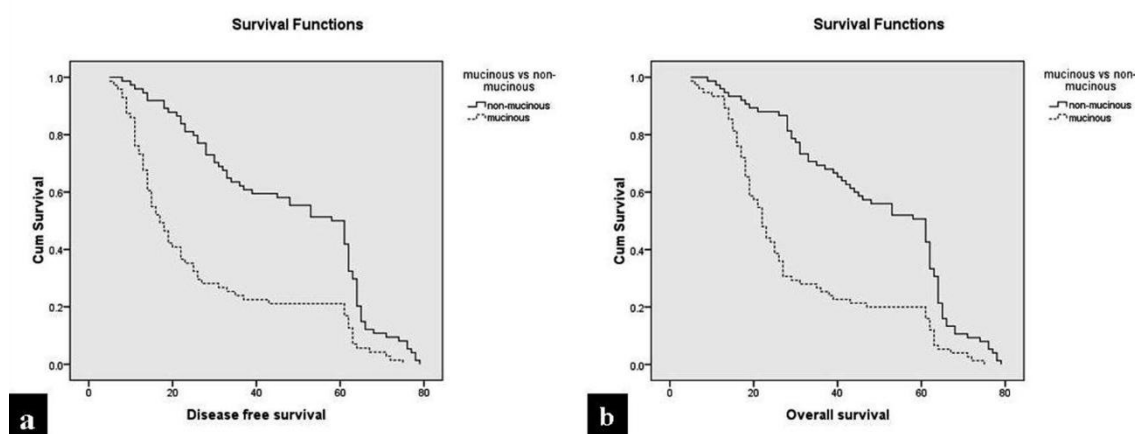 Survival Functions
mucinous vs non-
mucinous
non-mucinous
mucinous
Cum Survival
1.0
0.8
0.6
0.4
0.2
0.0
0 20 40 60 80
Disease free survival
a
Survival Functions
mucinous vs non-
mucinous
non-mucinous
mucinous
Cum Survival
1.0
0.8
0.6
0.4
0.2
0.0
0 20 40 60 80
Overall survival
b